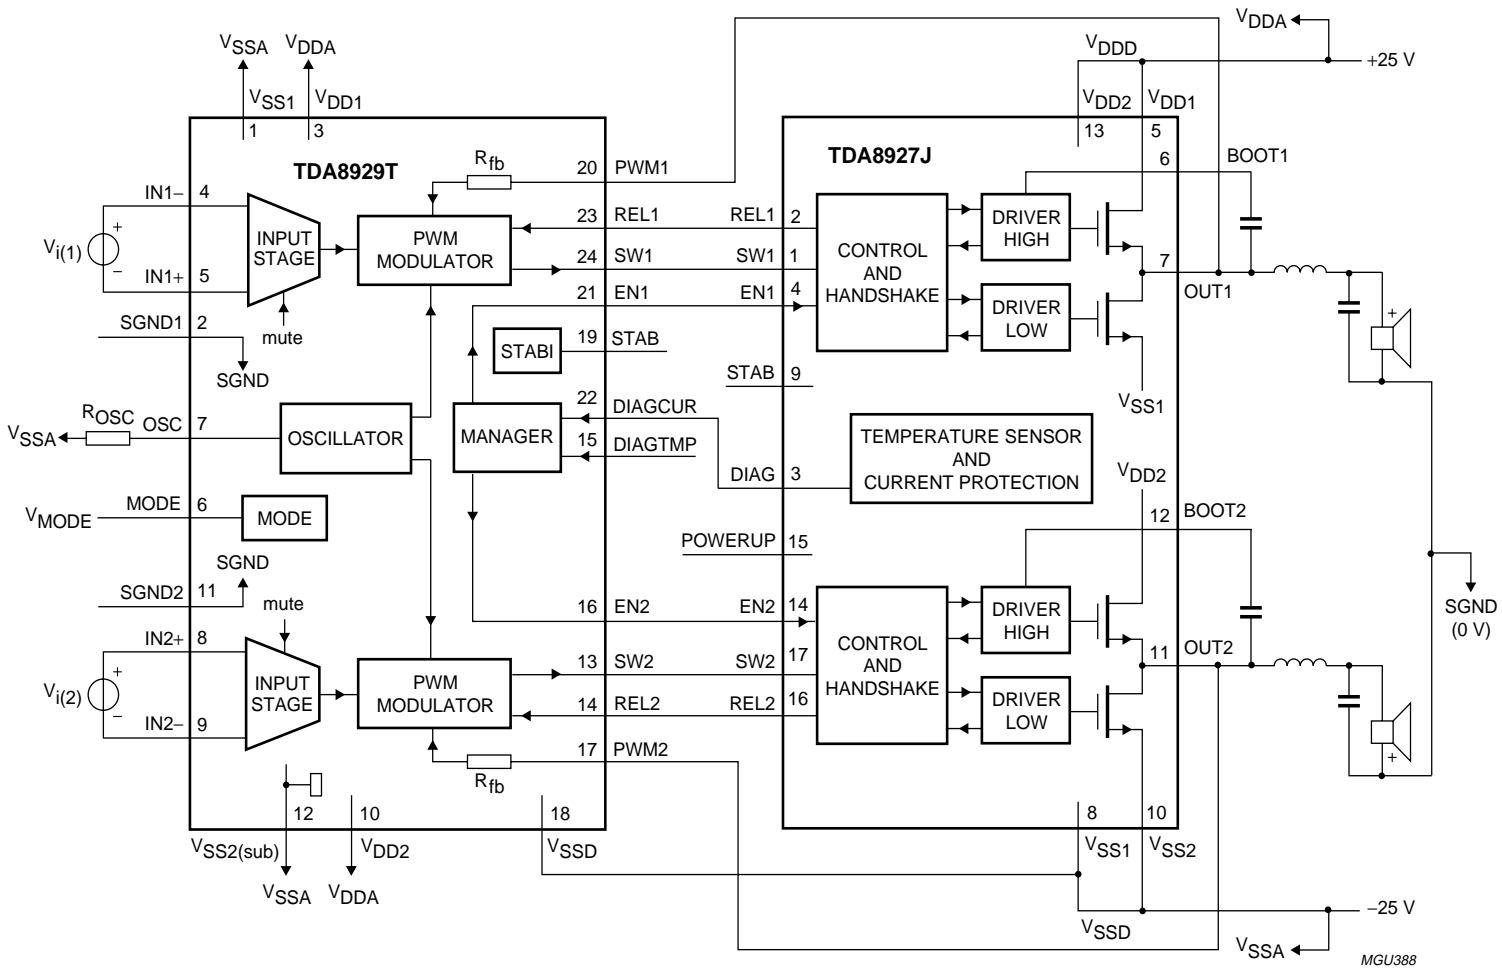 VDDA
VDDD
+25 V
VSSA
VDDA
VSS1
VDD1
VDD2
VDD1
1
3
13
5
TDA8929T
TDA8927J
Rfb
20
PWM1
6
BOOT1
IN1−
4
23
REL1
REL1
2
Vi(1)
+
−
INPUT
STAGE
PWM
MODULATOR
24
SW1
SW1
1
CONTROL
AND
HANDSHAKE
DRIVER
HIGH
7
OUT1
IN1+
5
21
EN1
EN1
4
DRIVER
LOW
+
SGND1
2
mute
STABI
19
STAB
SGND
STAB
9
VSS1
22
DIAGCUR
ROSC
OSC
7
VSSA
OSCILLATOR
MANAGER
15
DIAGTMP
TEMPERATURE SENSOR
AND
CURRENT PROTECTION
DIAG
3
VDD2
VMODE
MODE
6
MODE
12
BOOT2
POWERUP
15
SGND
SGND2
11
mute
16
EN2
EN2
14
DRIVER
HIGH
SGND
(0 V)
IN2+
8
13
SW2
SW2
17
CONTROL
AND
HANDSHAKE
11
OUT2
Vi(2)
+
−
INPUT
STAGE
PWM
MODULATOR
14
REL2
REL2
16
DRIVER
LOW
IN2−
9
17
PWM2
+
Rfb
12
10
18
8
10
VSS2(sub)
VDD2
VSSD
VSS1
VSS2
VSSA
VDDA
VSSD
−25 V
VSSA
MGU388